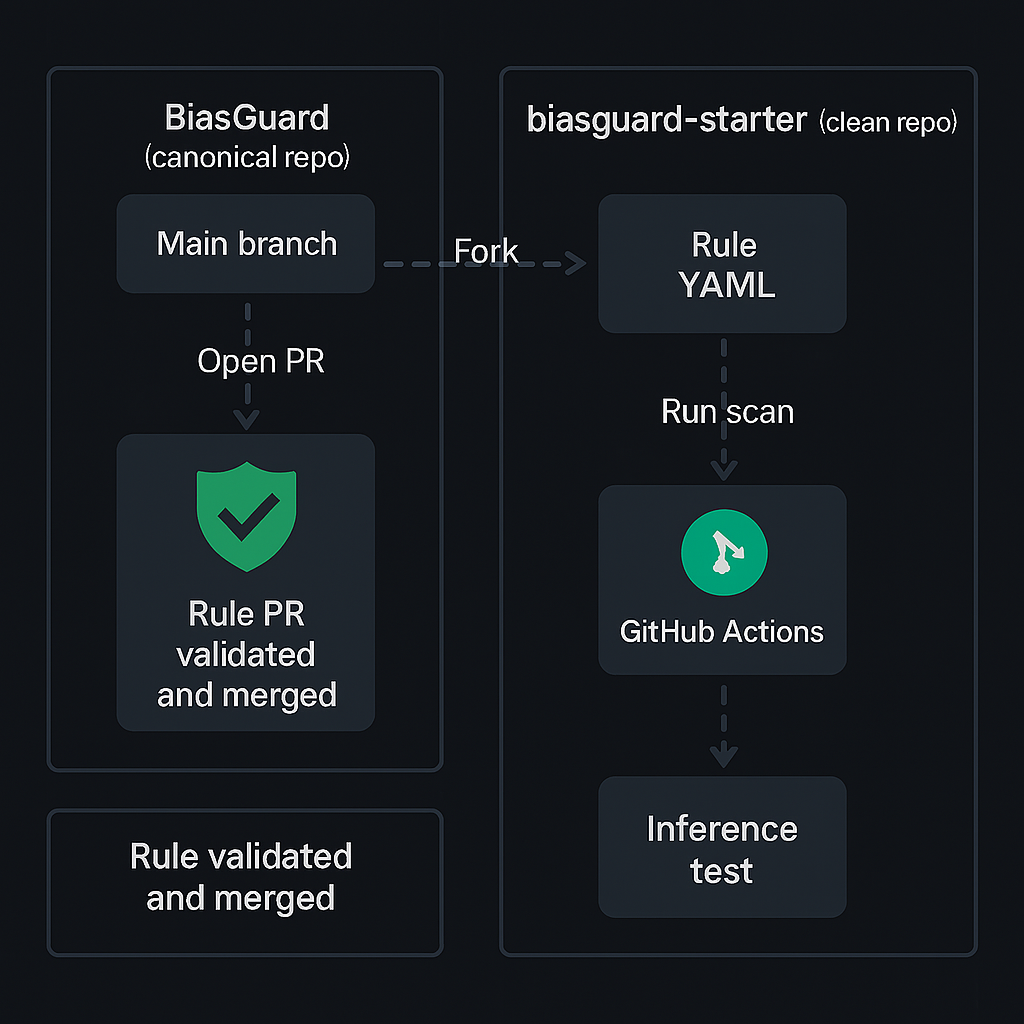 BiasGuard
(canonical repo)
Main branch
Open PR
Rule PR
validated
and merged
Rule validated
and merged
Fork
biasguard-starter (clean repo)
Rule
YAML
Run scan
GitHub Actions
Inference
test